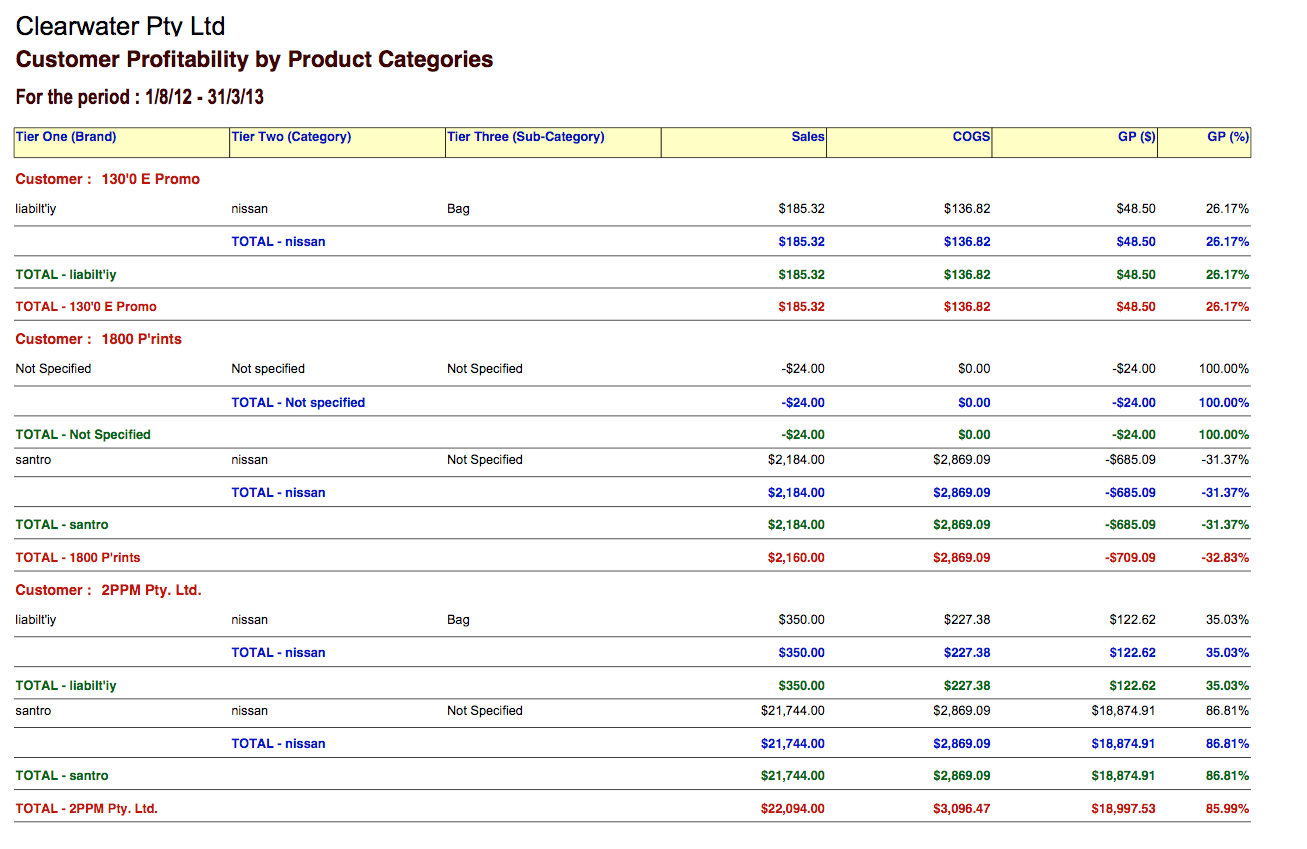 Clearwater Pty Ltd
Customer Profitability by Product Categories
For the period : 1/8/12 - 31/3/13
Tier One (Brand) Tier Two (Category) Tier Three (Sub-Category) Sales COGS GP ($) GP (%)
Customer : 130'0 E Promo
liabilt'iy nissan Bag $185.32 $136.82 $48.50 26.17%
TOTAL - nissan $185.32 $136.82 $48.50 26.17%
TOTAL - liabilt'iy $185.32 $136.82 $48.50 26.17%
TOTAL - 130'0 E Promo $185.32 $136.82 $48.50 26.17%
Customer : 1800 P'rints
Not Specified Not specified Not Specified -$24.00 $0.00 -$24.00 100.00%
TOTAL - Not specified -$24.00 $0.00 -$24.00 100.00%
TOTAL - Not Specified -$24.00 $0.00 -$24.00 100.00%
santro nissan Not Specified $2,184.00 $2,869.09 -$685.09 -31.37%
TOTAL - nissan $2,184.00 $2,869.09 -$685.09 -31.37%
TOTAL - santro $2,184.00 $2,869.09 -$685.09 -31.37%
TOTAL - 1800 P'rints $2,160.00 $2,869.09 -$709.09 -32.83%
Customer : 2PPM Pty. Ltd.
liabilt'iy nissan Bag $350.00 $227.38 $122.62 35.03%
TOTAL - nissan $350.00 $227.38 $122.62 35.03%
TOTAL - liabilt'iy $350.00 $227.38 $122.62 35.03%
santro nissan Not Specified $21,744.00 $2,869.09 $18,874.91 86.81%
TOTAL - nissan $21,744.00 $2,869.09 $18,874.91 86.81%
TOTAL - santro $21,744.00 $2,869.09 $18,874.91 86.81%
TOTAL - 2PPM Pty. Ltd. $22,094.00 $3,096.47 $18,997.53 85.99%